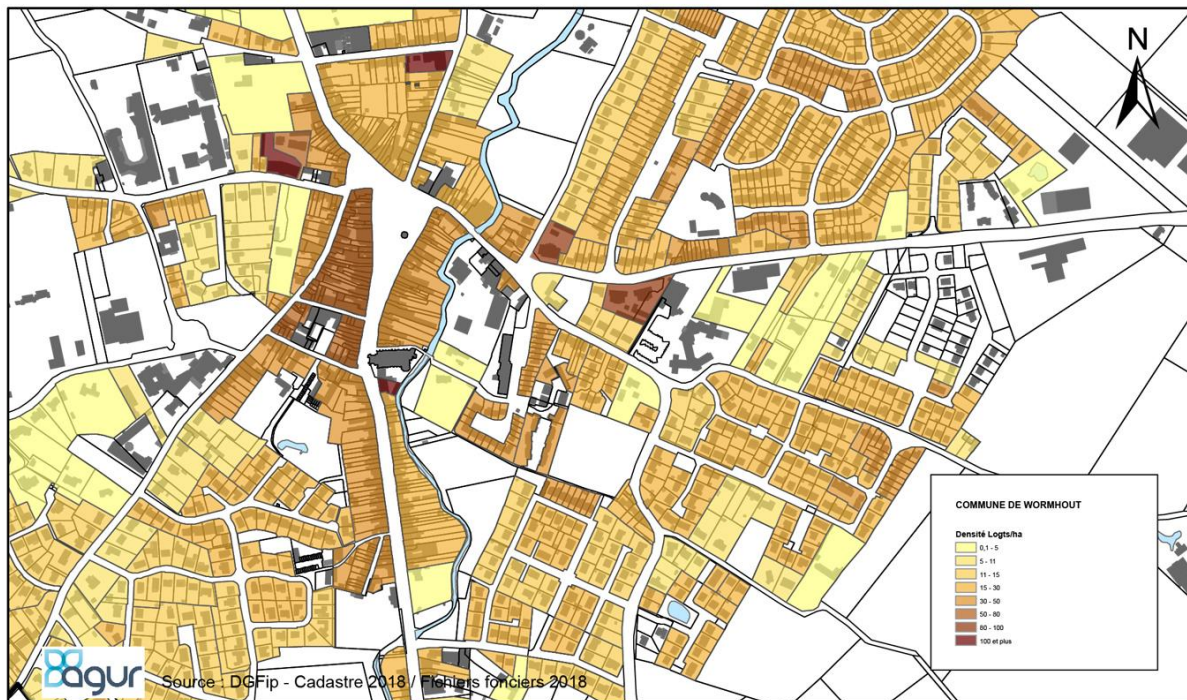 N
COMMUNE DE WORMHOUT
Densité Logts/ha
0,1 - 5
5 - 11
11 - 15
15 - 30
30 - 50
50 - 80
80 - 100
100 et plus
agur
Source : DGFip - Cadastre 2018 / Fichiers fonciers 2018